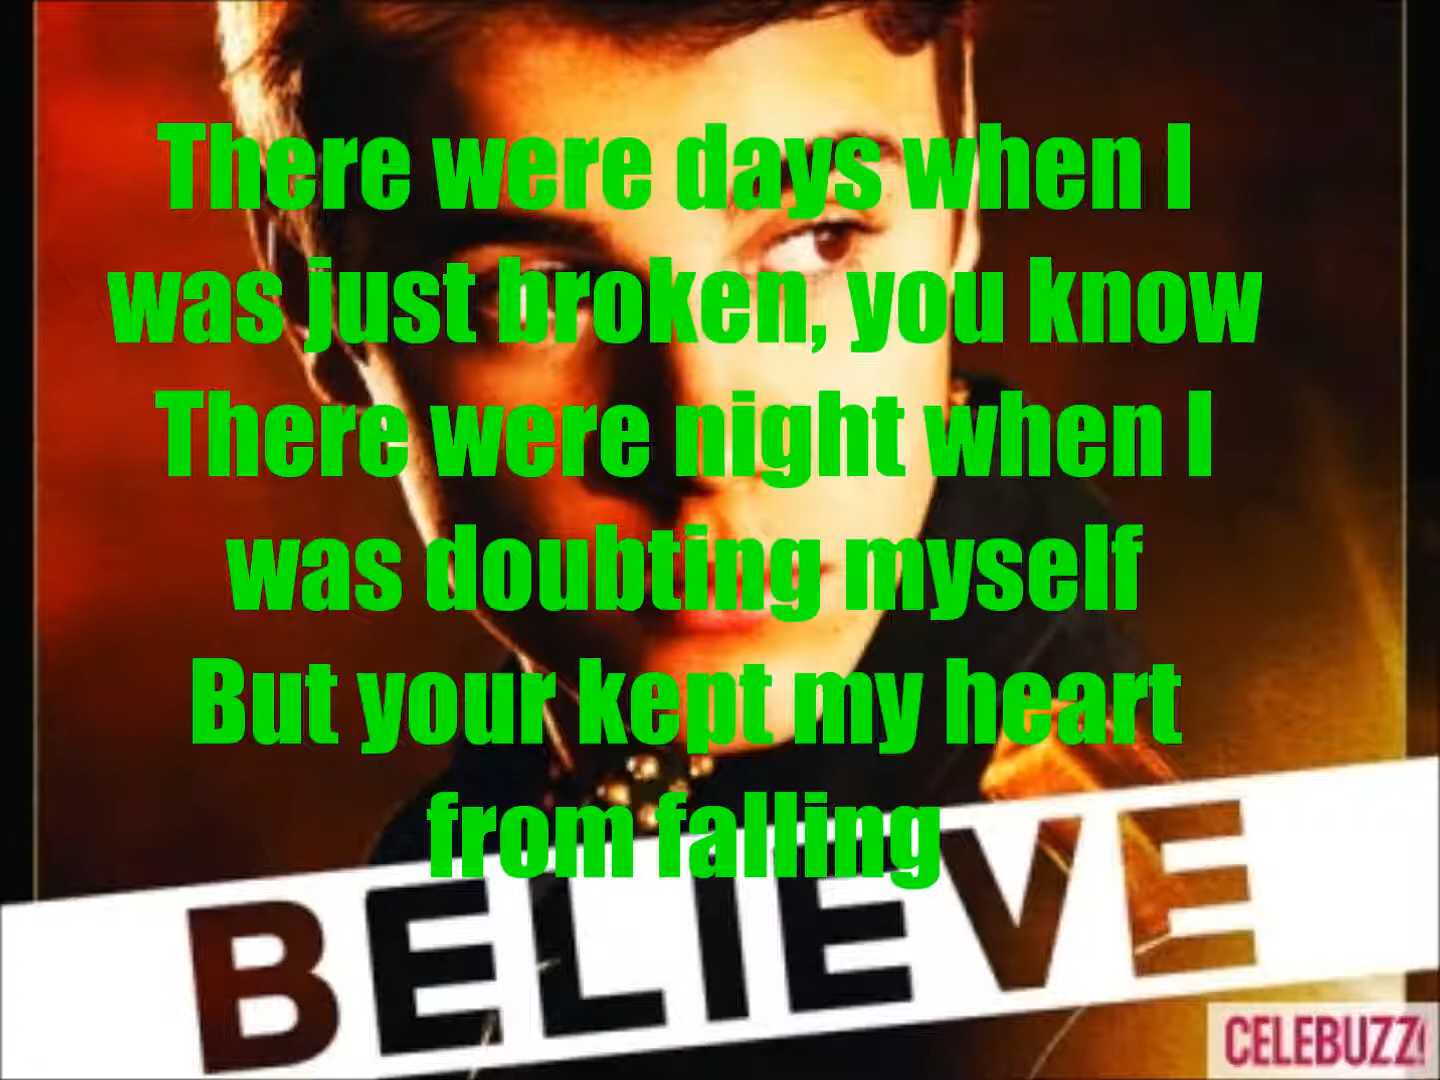 There were days when I
was just broken, you know
There were night when I
was doubting myself
But your kept my heart
from falling
BELIEVE
CELEBUZZ!